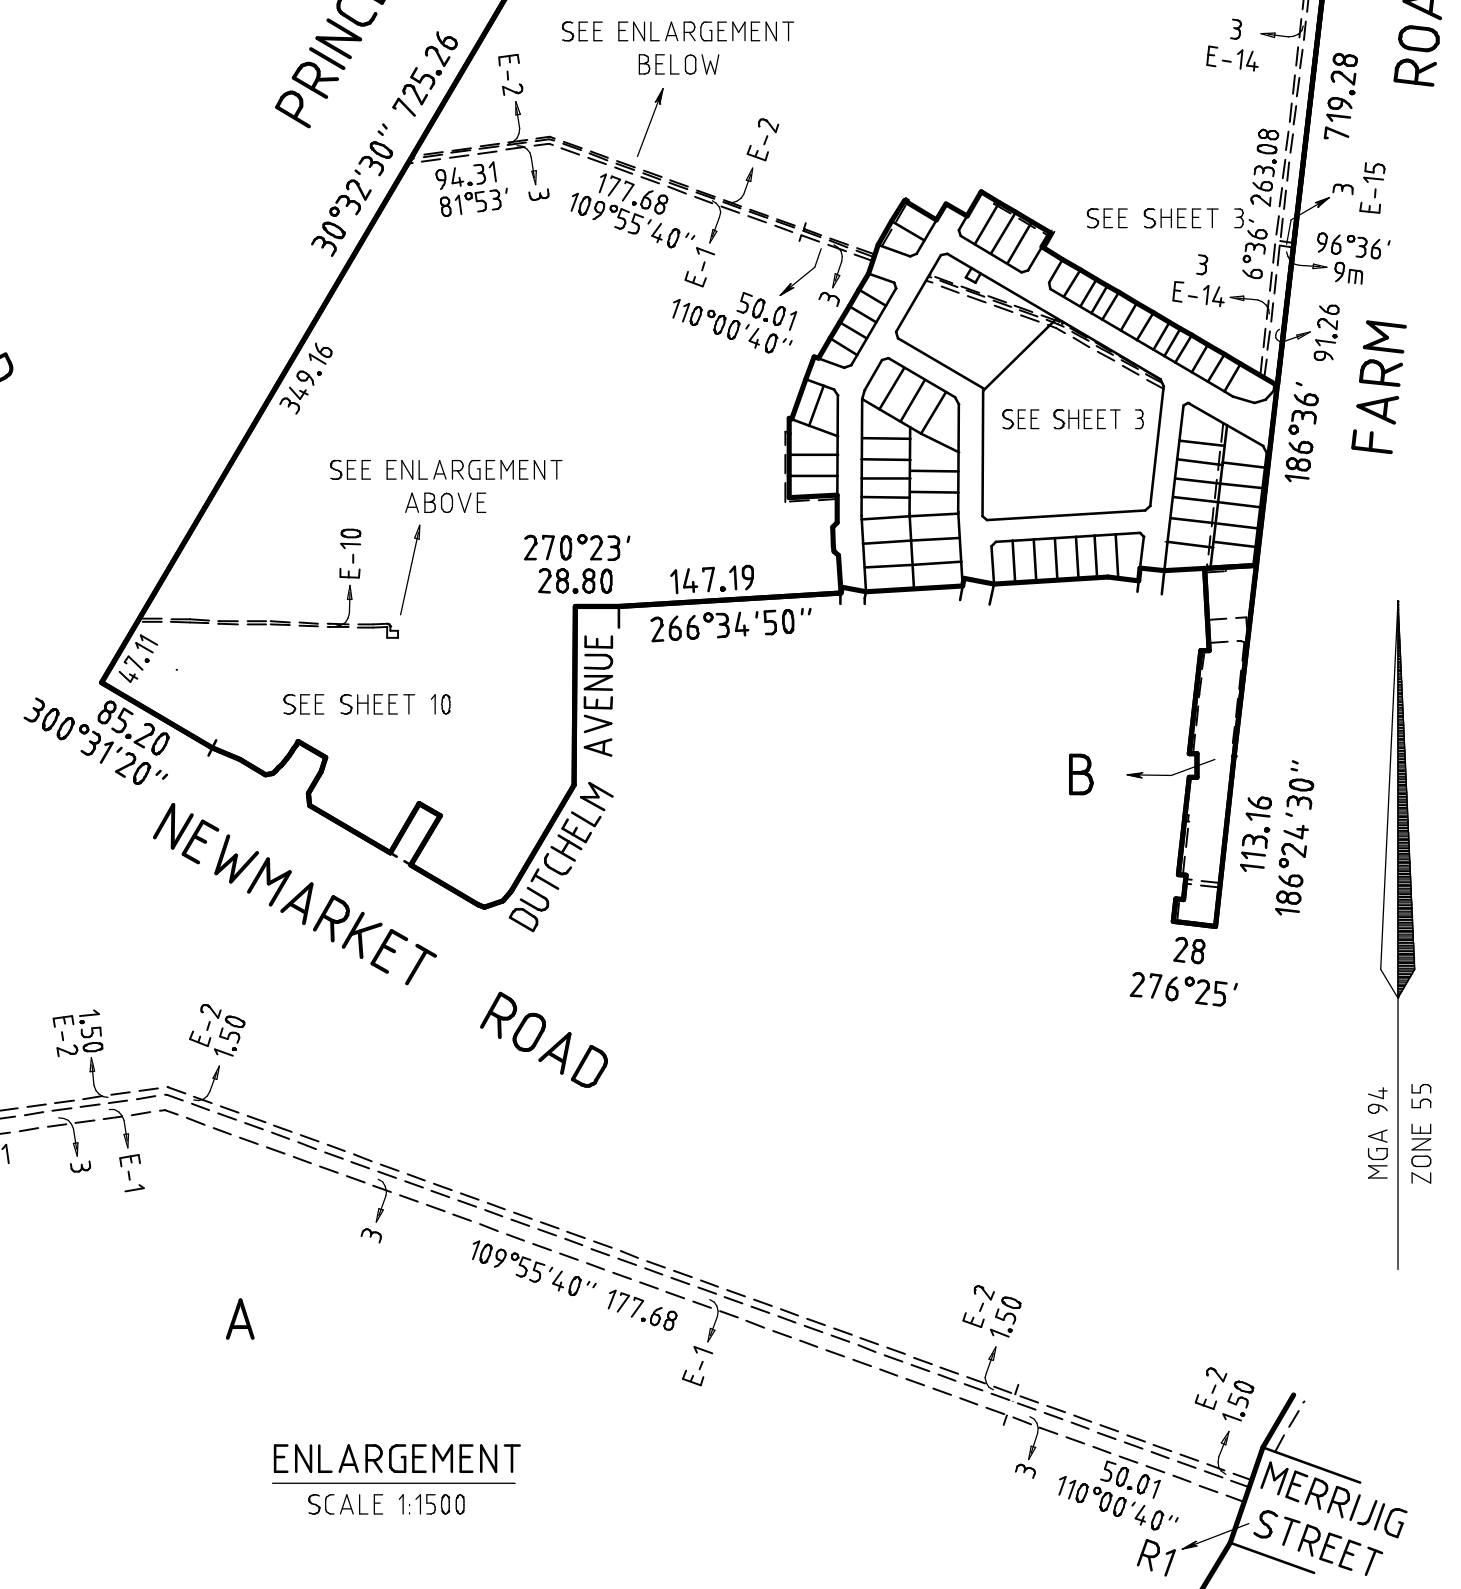 PRINCE
30°32'30" 725.26
E-2
94.31
81°53'
3
SEE ENLARGEMENT
BELOW
177.68
109°55'40"
E-2
E-1
3
50.01
110°00'40"
3
E-14
719.28
ROA
6°36' 263.08
3
E-15
SEE SHEET 3
3
E-14
96°36'
9m
91.26
FARM
186°36'
SEE SHEET 3
349.16
SEE ENLARGEMENT
ABOVE
E-10
270°23'
28.80
147.19
266°34'50"
47.11
SEE SHEET 10
85.20
300°31'20"
DUTCHELM AVENUE
NEWMARKET ROAD
B
113.16
186°24'30"
28
276°25'
MGA 94
ZONE 55
1.50
E-2
E-2
1.50
1
3
E-1
3
109°55'40" 177.68
E-1
A
E-2
1.50
E-2
1.50
3
50.01
110°00'40"
R1
MERRIJIG
STREET
ENLARGEMENT
SCALE 1:1500